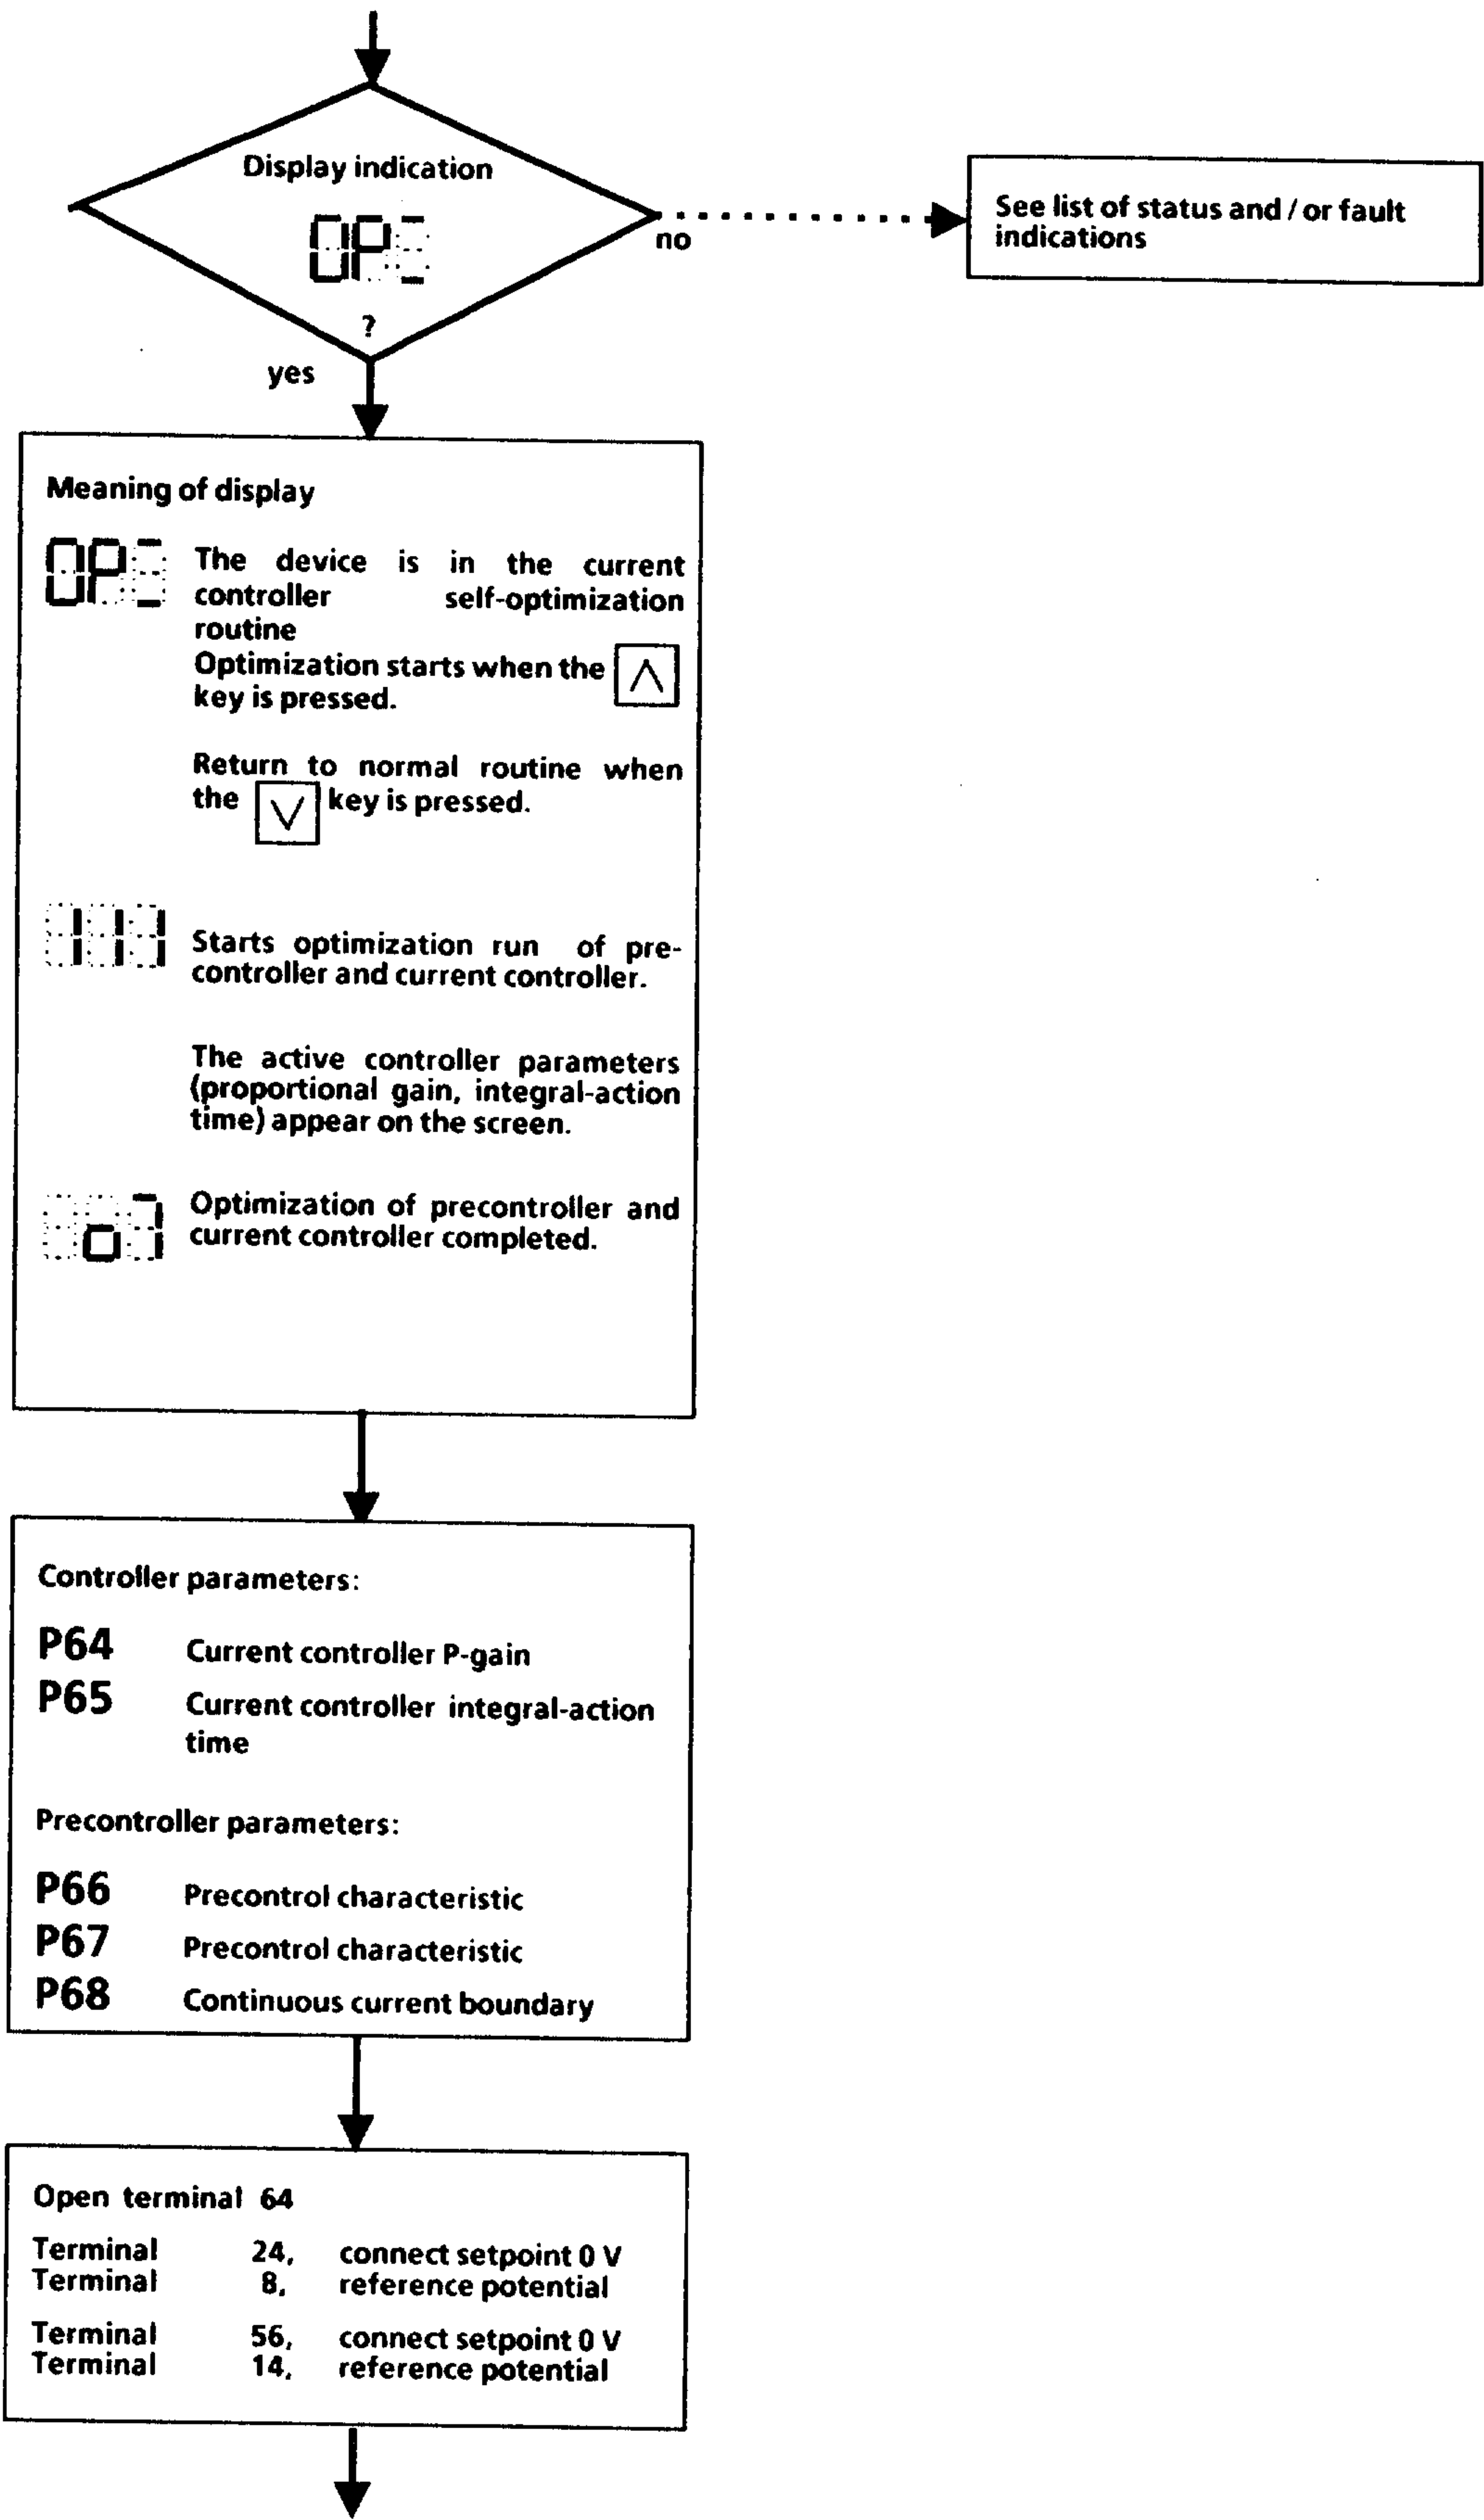 Display indication
?
no
yes
See list of status and / or fault
indications
Meaning of display
The device is in the current
controller self-optimization
routine
Optimization starts when the
key is pressed.
Return to normal routine when
the key is pressed.
Starts optimization run of pre-
controller and current controller.
The active controller parameters
(proportional gain, integral-action
time) appear on the screen.
Optimization of precontroller and
current controller completed.
Controller parameters:
P64 Current controller P-gain
P65 Current controller integral-action
time
Precontroller parameters:
P66 Precontrol characteristic
P67 Precontrol characteristic
P68 Continuous current boundary
Open terminal 64
Terminal 24, connect setpoint 0 V
Terminal 8, reference potential
Terminal 56, connect setpoint 0 V
Terminal 14, reference potential